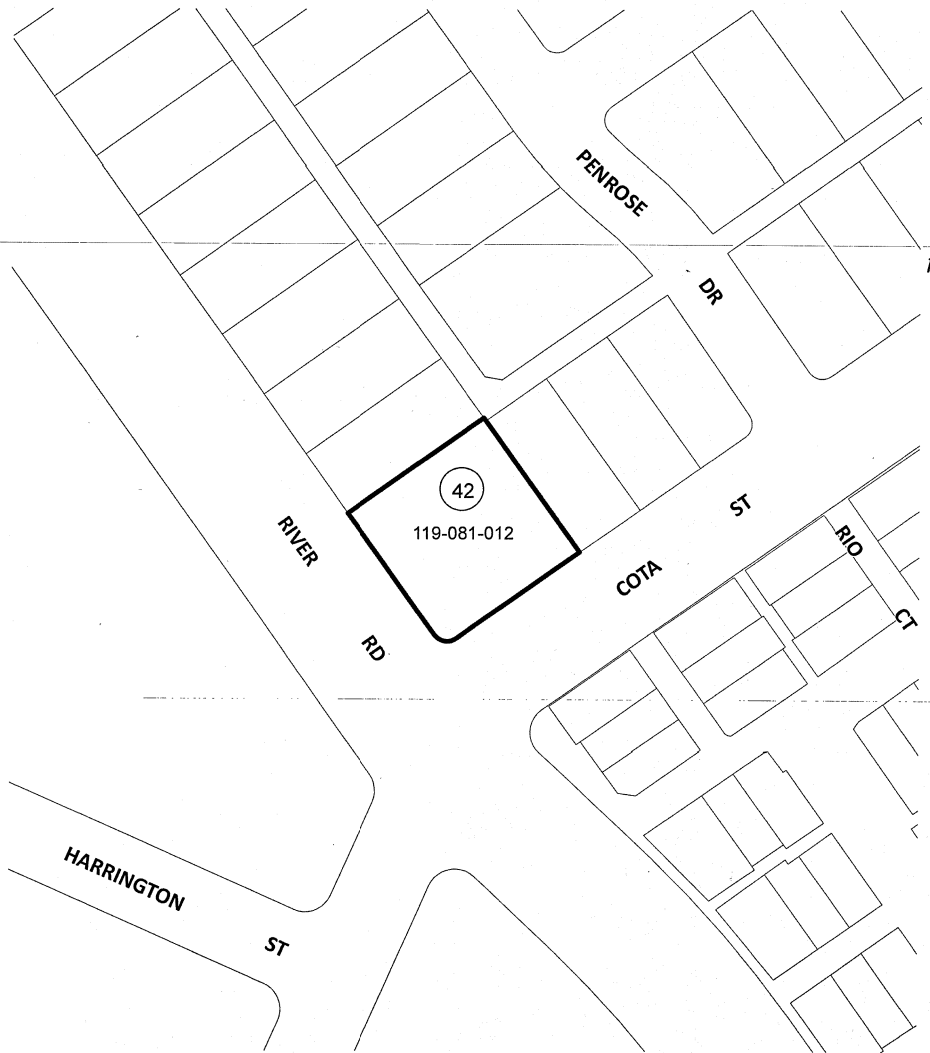 PENROSE
DR
42
119-081-012
RIVER
RD
COTA
ST
RIO
CT
HARRINGTON
ST